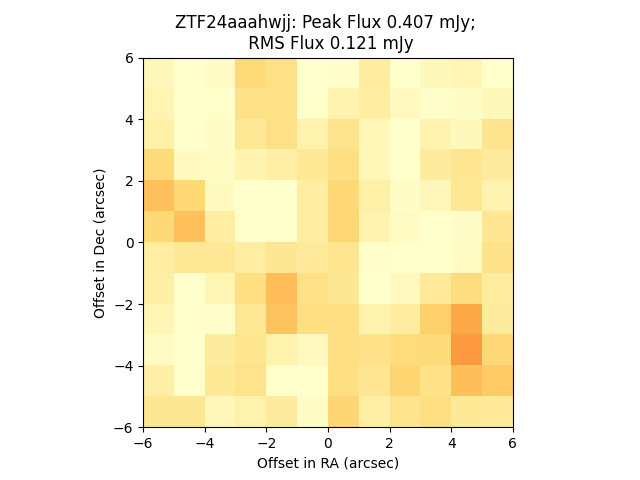 ZTF24aaahwjj: Peak Flux 0.407 mJy;
RMS Flux 0.121 mJy
6
4
2
0
−2
−4
−6
Offset in Dec (arcsec)
−6 −4 −2 0 2 4 6
Offset in RA (arcsec)